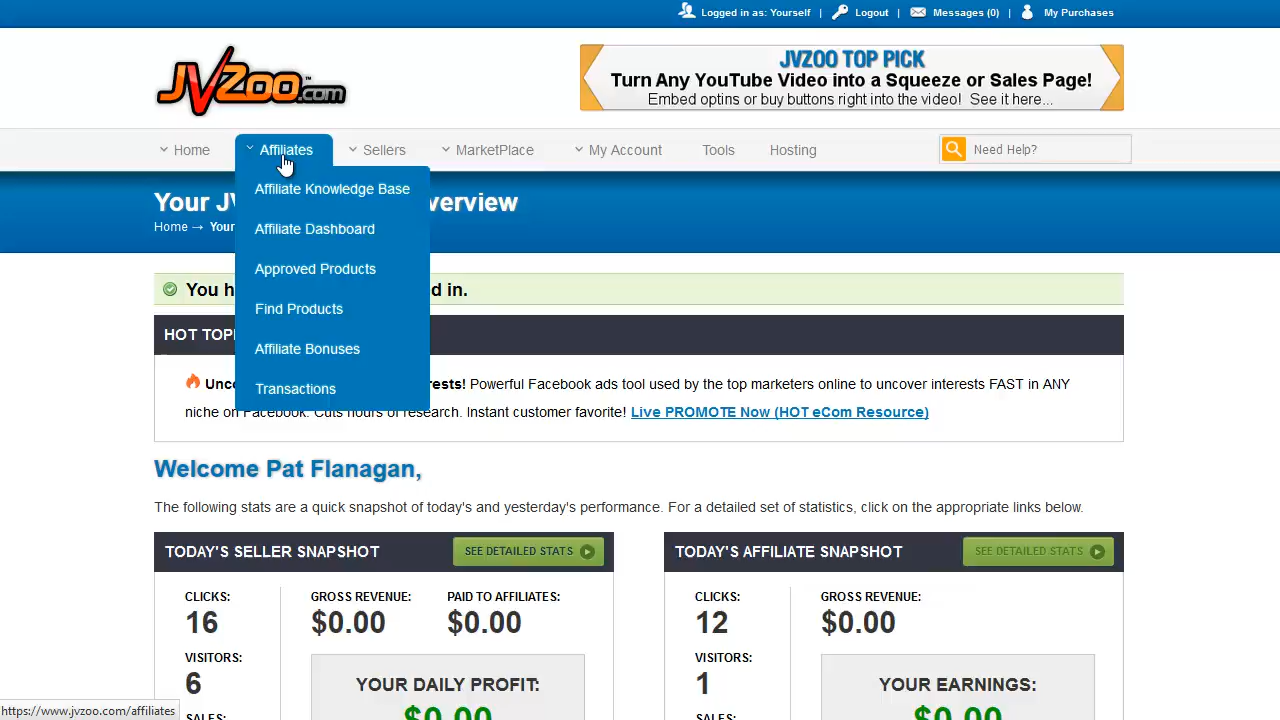 Logged in as: Yourself | Logout | Messages (0) | My Purchases
JVZoo.com™
JVZOO TOP PICK
Turn Any YouTube Video into a Squeeze or Sales Page!
Embed optins or buy buttons right into the video! See it here...
Home Affiliates Sellers MarketPlace My Account Tools Hosting Need Help?
Affiliate Knowledge Base
Affiliate Dashboard
Approved Products
Find Products
Affiliate Bonuses
Transactions
Your J verview
Home → Your
You h d in.
HOT TOP
Unc rests! Powerful Facebook ads tool used by the top marketers online to uncover interests FAST in ANY
niche on Facebook. Cuts hours of research. Instant customer favorite! Live PROMOTE Now (HOT eCom Resource)
Welcome Pat Flanagan,
The following stats are a quick snapshot of today's and yesterday's performance. For a detailed set of statistics, click on the appropriate links below.
TODAY'S SELLER SNAPSHOT SEE DETAILED STATS
CLICKS: GROSS REVENUE: PAID TO AFFILIATES:
16 $0.00 $0.00
VISITORS:
6
YOUR DAILY PROFIT:
$0.00
SALES:
TODAY'S AFFILIATE SNAPSHOT SEE DETAILED STATS
CLICKS: GROSS REVENUE:
12 $0.00
VISITORS:
1
YOUR EARNINGS:
$0.00
SALES:
https://www.jvzoo.com/affiliates